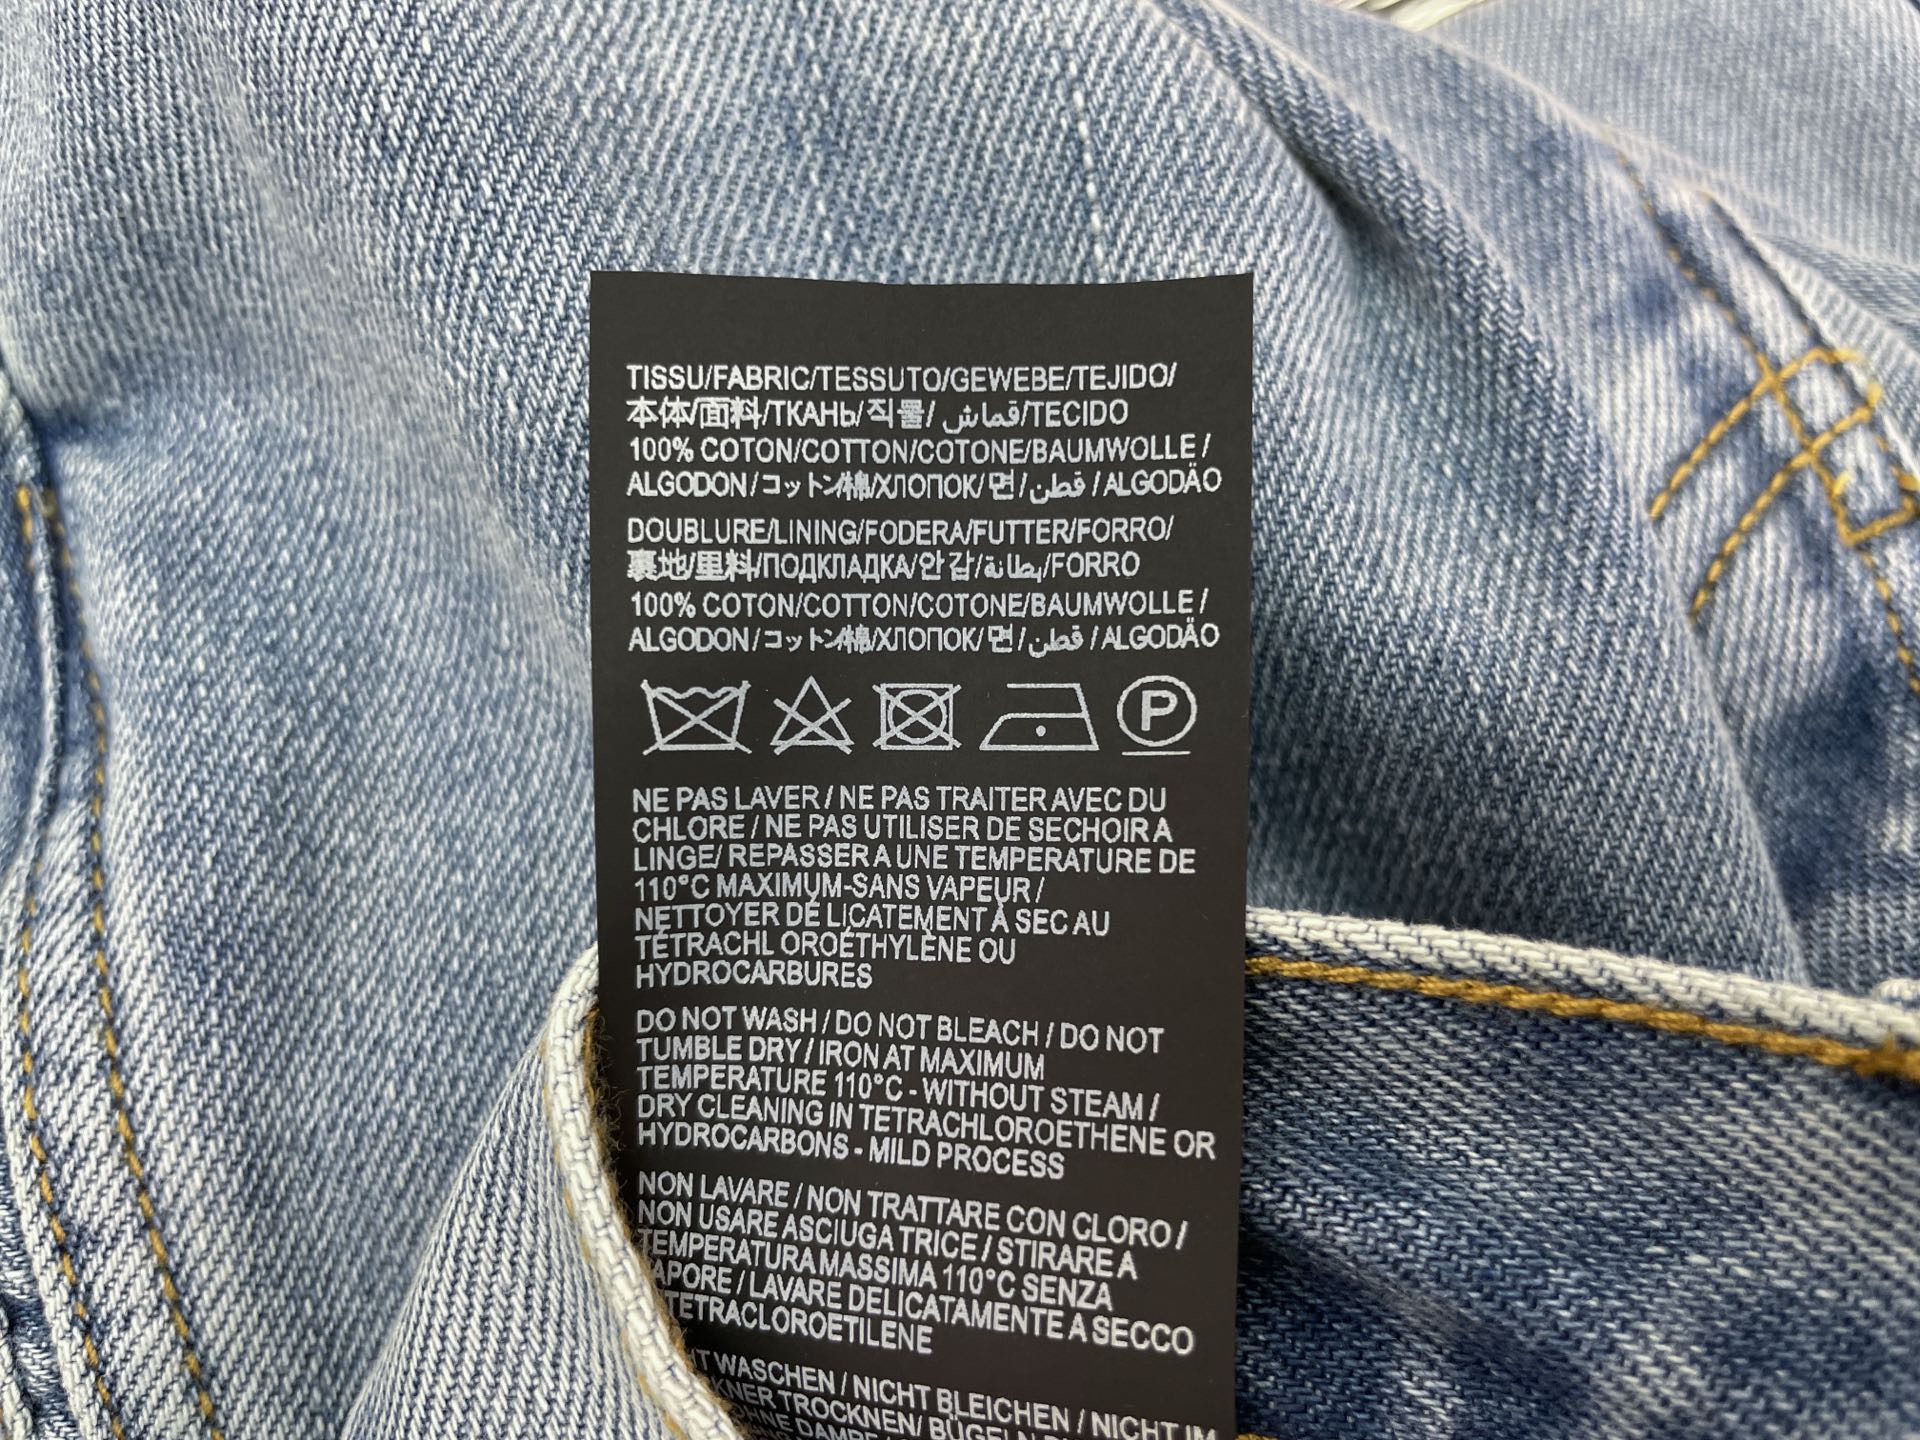 TISSU/FABRIC/TESSUTO/GEWEBE/TEJIDO/
本体/面料/ТКАНЬ/직물/قماش/TECIDO
100% COTON/COTTON/COTONE/BAUMWOLLE/
ALGODON/コットン/棉/ХЛОПОК/면/قطن/ALGODÃO
DOUBLURE/LINING/FODERA/FUTTER/FORRO/
裏地/里料/ПОДКЛАДКА/안감/بطانة/FORRO
100% COTON/COTTON/COTONE/BAUMWOLLE/
ALGODON/コットン/棉/ХЛОПОК/면/قطن/ALGODÃO
P
NE PAS LAVER / NE PAS TRAITER AVEC DU
CHLORE / NE PAS UTILISER DE SECHOIR A
LINGE/ REPASSER A UNE TEMPERATURE DE
110°C MAXIMUM-SANS VAPEUR /
NETTOYER DÉLICATEMENT À SEC AU
TÉTRACHL OROÉTHYLÈNE OU
HYDROCARBURES
DO NOT WASH / DO NOT BLEACH / DO NOT
TUMBLE DRY / IRON AT MAXIMUM
TEMPERATURE 110°C - WITHOUT STEAM /
DRY CLEANING IN TETRACHLOROETHENE OR
HYDROCARBONS - MILD PROCESS
NON LAVARE / NON TRATTARE CON CLORO /
NON USARE ASCIUGA TRICE / STIRARE A
TEMPERATURA MASSIMA 110°C SENZA
APORE / LAVARE DELICATAMENTE A SECCO
TETRACLOROETILENE
HT WASCHEN / NICHT BLEICHEN / NICHT IM
KNER TROCKNEN/ BÜGELN
OHNE DAMPF /